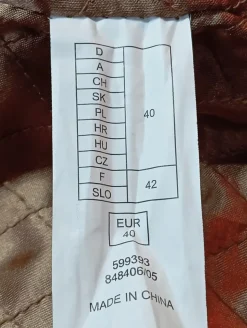 D
A
CH
SK
PL
HR
HU
CZ
40
F
SLO
42
EUR
40
599393
848406/05
MADE IN CHINA